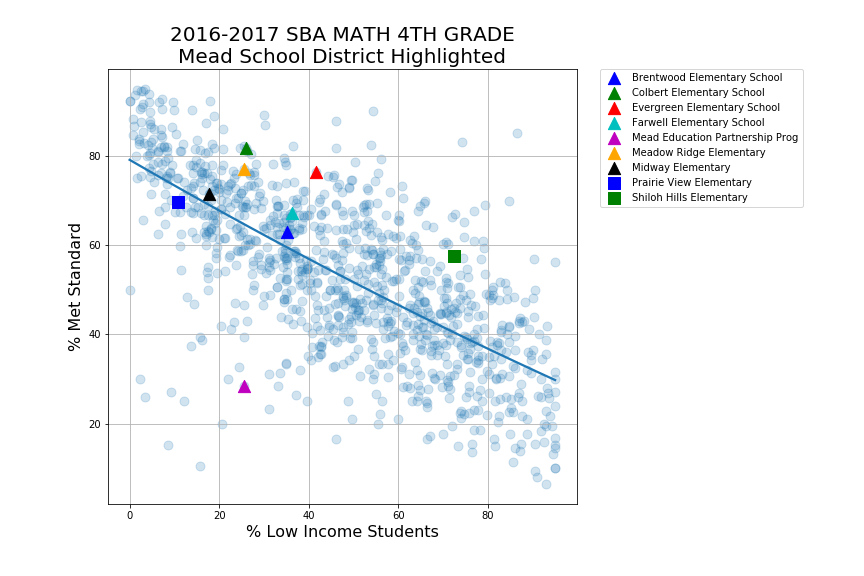 2016-2017 SBA MATH 4TH GRADE
Mead School District Highlighted
Brentwood Elementary School
Colbert Elementary School
Evergreen Elementary School
Farwell Elementary School
Mead Education Partnership Prog
Meadow Ridge Elementary
Midway Elementary School
Prairie View Elementary
Shiloh Hills Elementary
% Met Standard
80
60
40
20
0
20
40
60
80
% Low Income Students